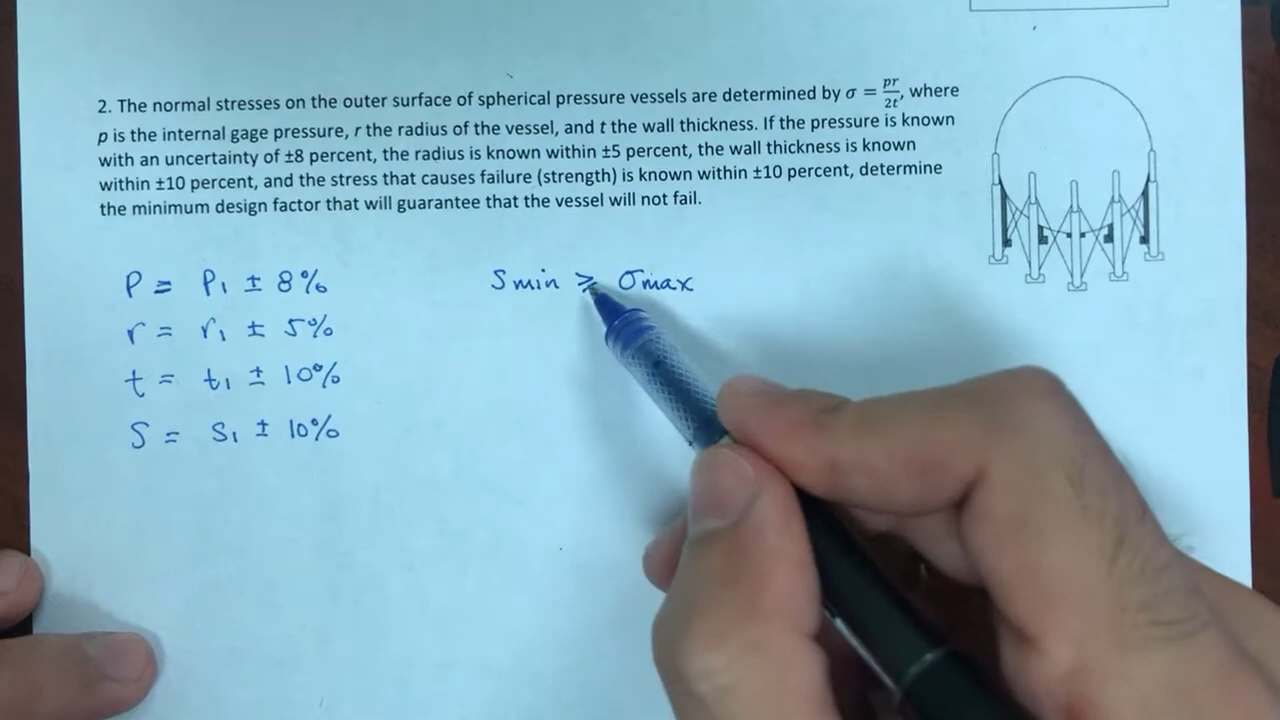 2. The normal stresses on the outer surface of spherical pressure vessels are determined by σ = pr/2t, where
p is the internal gage pressure, r the radius of the vessel, and t the wall thickness. If the pressure is known
with an uncertainty of ±8 percent, the radius is known within ±5 percent, the wall thickness is known
within ±10 percent, and the stress that causes failure (strength) is known within ±10 percent, determine
the minimum design factor that will guarantee that the vessel will not fail.
P = P₁ ± 8%
Smin ≥ σmax
r = r₁ ± 5%
t = t₁ ± 10%
S = S₁ ± 10%